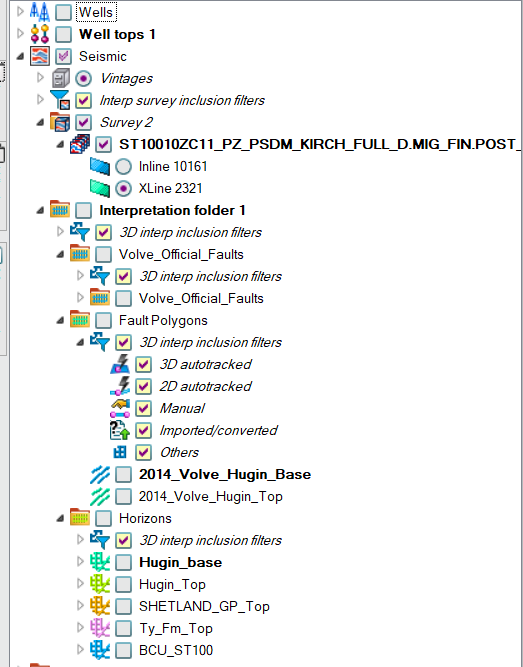 Wells
Well tops 1
Seismic
Vintages
Interp survey inclusion filters
Survey 2
ST10010ZC11_PZ_PSDM_KIRCH_FULL_D.MIG_FIN.POST_
Inline 10161
XLine 2321
Interpretation folder 1
3D interp inclusion filters
Volve_Official_Faults
3D interp inclusion filters
Volve_Official_Faults
Fault Polygons
3D interp inclusion filters
3D autotracked
2D autotracked
Manual
Imported/converted
Others
2014_Volve_Hugin_Base
2014_Volve_Hugin_Top
Horizons
3D interp inclusion filters
Hugin_base
Hugin_Top
SHETLAND_GP_Top
Ty_Fm_Top
BCU_ST100